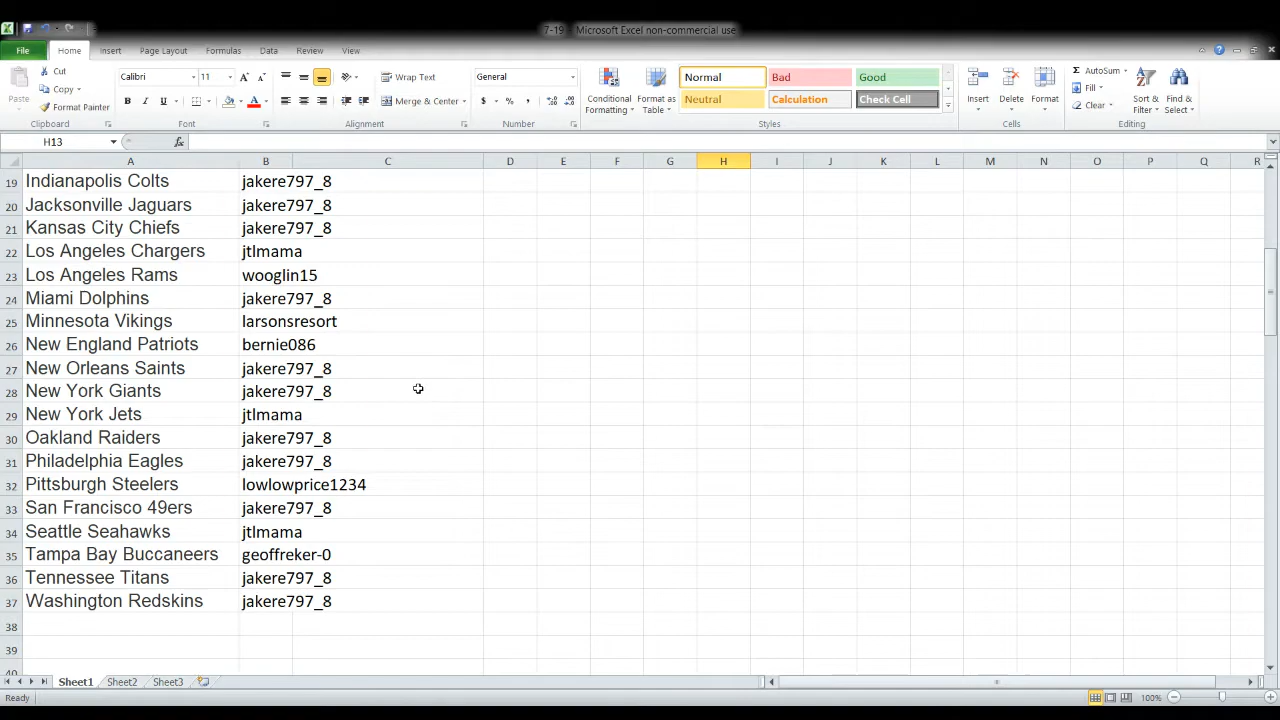 7-19 Microsoft Excel non-commercial use
File Home Insert Page Layout Formulas Data Review View
Cut
Copy
Format Painter
Paste
Clipboard
Calibri 11
B I U
Font
Wrap Text
Merge & Center
Alignment
General
$ % ,
Number
Conditional Formatting
Format as Table
Normal Bad Good
Neutral Calculation Check Cell
Styles
Insert Delete Format
Cells
AutoSum
Fill
Clear
Sort & Filter
Find & Select
Editing
H13 fx
A B C D E F G H I J K L M N O P Q R
19 Indianapolis Colts jakere797_8
20 Jacksonville Jaguars jakere797_8
21 Kansas City Chiefs jakere797_8
22 Los Angeles Chargers jtlmama
23 Los Angeles Rams wooglin15
24 Miami Dolphins jakere797_8
25 Minnesota Vikings larsonsresort
26 New England Patriots bernie086
27 New Orleans Saints jakere797_8
28 New York Giants jakere797_8
29 New York Jets jtlmama
30 Oakland Raiders jakere797_8
31 Philadelphia Eagles jakere797_8
32 Pittsburgh Steelers lowlowprice1234
33 San Francisco 49ers jakere797_8
34 Seattle Seahawks jtlmama
35 Tampa Bay Buccaneers geoffreker-0
36 Tennessee Titans jakere797_8
37 Washington Redskins jakere797_8
38
39
40
Sheet1 Sheet2 Sheet3
Ready 100%